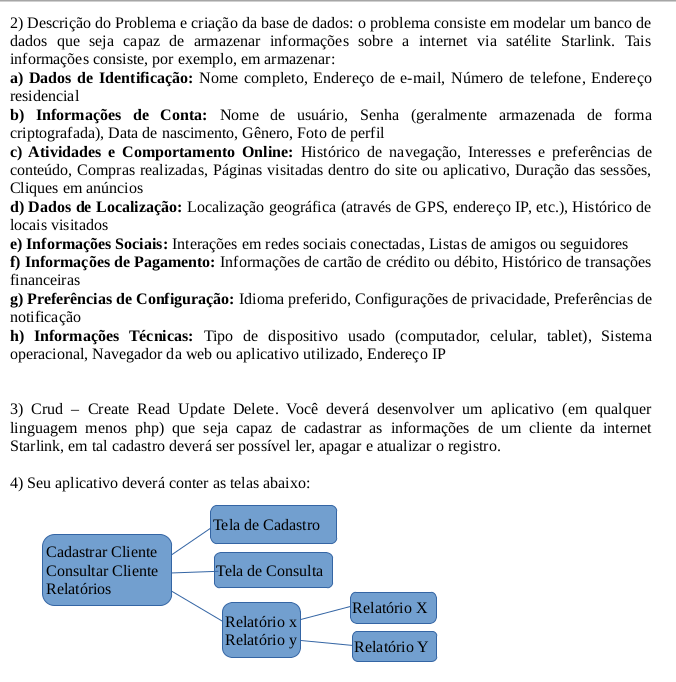 2) Descrição do Problema e criação da base de dados: o problema consiste em modelar um banco de
dados que seja capaz de armazenar informações sobre a internet via satélite Starlink. Tais
informações consiste, por exemplo, em armazenar:
a) Dados de Identificação: Nome completo, Endereço de e-mail, Número de telefone, Endereço
residencial
b) Informações de Conta: Nome de usuário, Senha (geralmente armazenada de forma
criptografada), Data de nascimento, Gênero, Foto de perfil
c) Atividades e Comportamento Online: Histórico de navegação, Interesses e preferências de
conteúdo, Compras realizadas, Páginas visitadas dentro do site ou aplicativo, Duração das sessões,
Cliques em anúncios
d) Dados de Localização: Localização geográfica (através de GPS, endereço IP, etc.), Histórico de
locais visitados
e) Informações Sociais: Interações em redes sociais conectadas, Listas de amigos ou seguidores
f) Informações de Pagamento: Informações de cartão de crédito ou débito, Histórico de transações
financeiras
g) Preferências de Configuração: Idioma preferido, Configurações de privacidade, Preferências de
notificação
h) Informações Técnicas: Tipo de dispositivo usado (computador, celular, tablet), Sistema
operacional, Navegador da web ou aplicativo utilizado, Endereço IP
3) Crud – Create Read Update Delete. Você deverá desenvolver um aplicativo (em qualquer
linguagem menos php) que seja capaz de cadastrar as informações de um cliente da internet
Starlink, em tal cadastro deverá ser possível ler, apagar e atualizar o registro.
4) Seu aplicativo deverá conter as telas abaixo:
Cadastrar Cliente
Consultar Cliente
Relatórios
Tela de Cadastro
Tela de Consulta
Relatório x
Relatório y
Relatório X
Relatório Y